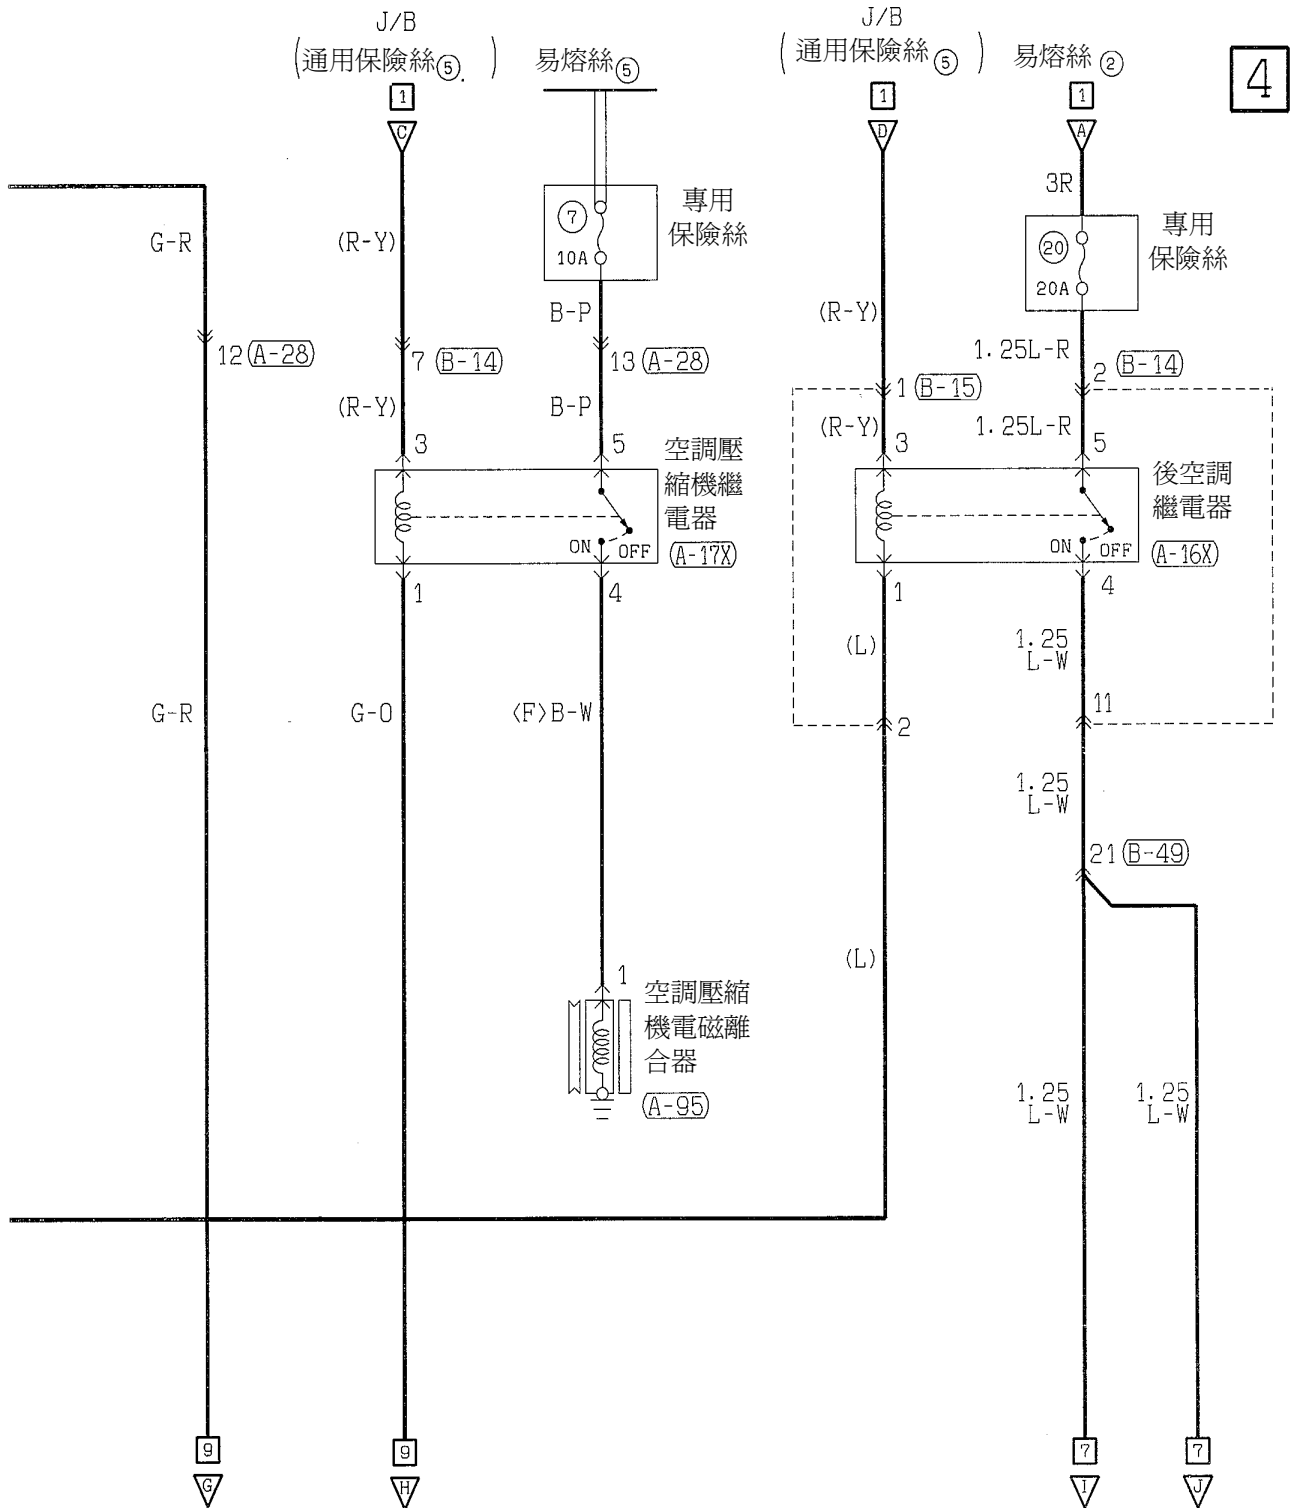 J/B
(通用保險絲⑤.)
易熔絲⑤
J/B
(通用保險絲⑤)
易熔絲②
4
1
C
1
D
1
A
3R
專用
保險絲
7
10A
專用
保險絲
20
20A
G-R
(R-Y)
B-P
(R-Y)
1.25L-R
12 (A-28)
7 (B-14)
13 (A-28)
1 (B-15)
2 (B-14)
(R-Y)
B-P
(R-Y)
1.25L-R
3
5
3
5
空調壓
縮機繼
電器
(A-17X)
ON
OFF
後空調
繼電器
(A-16X)
ON
OFF
1
4
1
4
(L)
1.25
L-W
G-R
G-O
<F>B-W
2
11
1.25
L-W
21 (B-49)
(L)
1
空調壓縮
機電磁離
合器
(A-95)
1.25
L-W
1.25
L-W
9
G
9
H
7
I
7
J